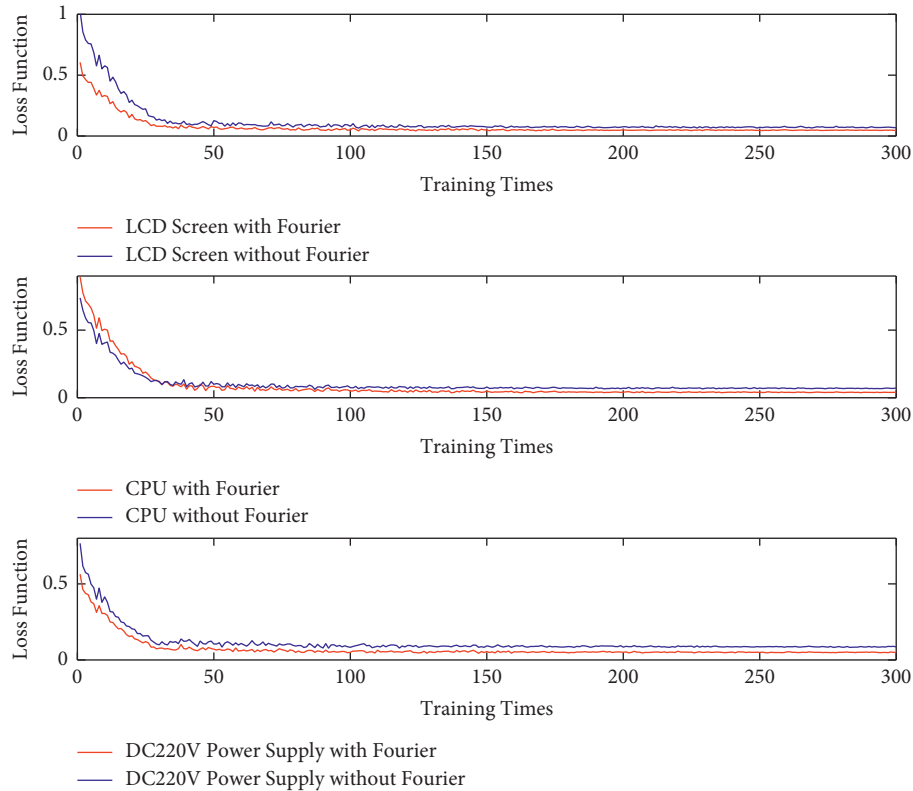 1
0.5
0
Loss Function
0 50 100 150 200 250 300
Training Times
LCD Screen with Fourier
LCD Screen without Fourier
0.5
0
Loss Function
0 50 100 150 200 250 300
Training Times
CPU with Fourier
CPU without Fourier
0.5
0
Loss Function
0 50 100 150 200 250 300
Training Times
DC220V Power Supply with Fourier
DC220V Power Supply without Fourier